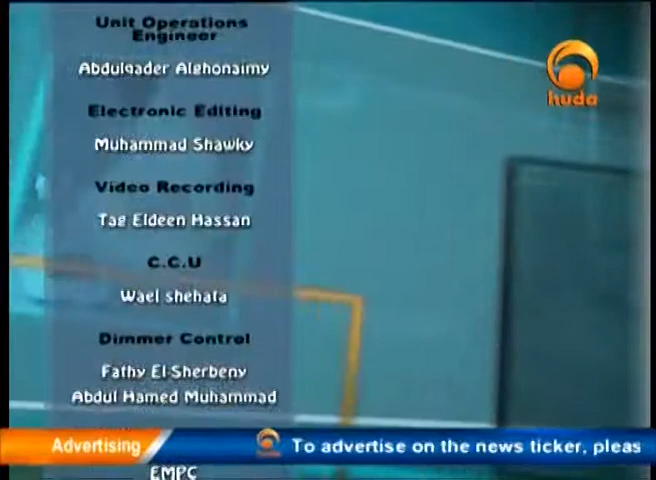 Unit Operations
Engineer
Abdulqader Alghonaimy
Electronic Editing
Muhammad Shawky
Video Recording
Tag Eldeen Hassan
C.C.U
Wael shehata
Dimmer Control
Fathy El-Sherbeny
Abdul Hamed Muhammad
huda
Advertising
To advertise on the news ticker, pleas
EMPC